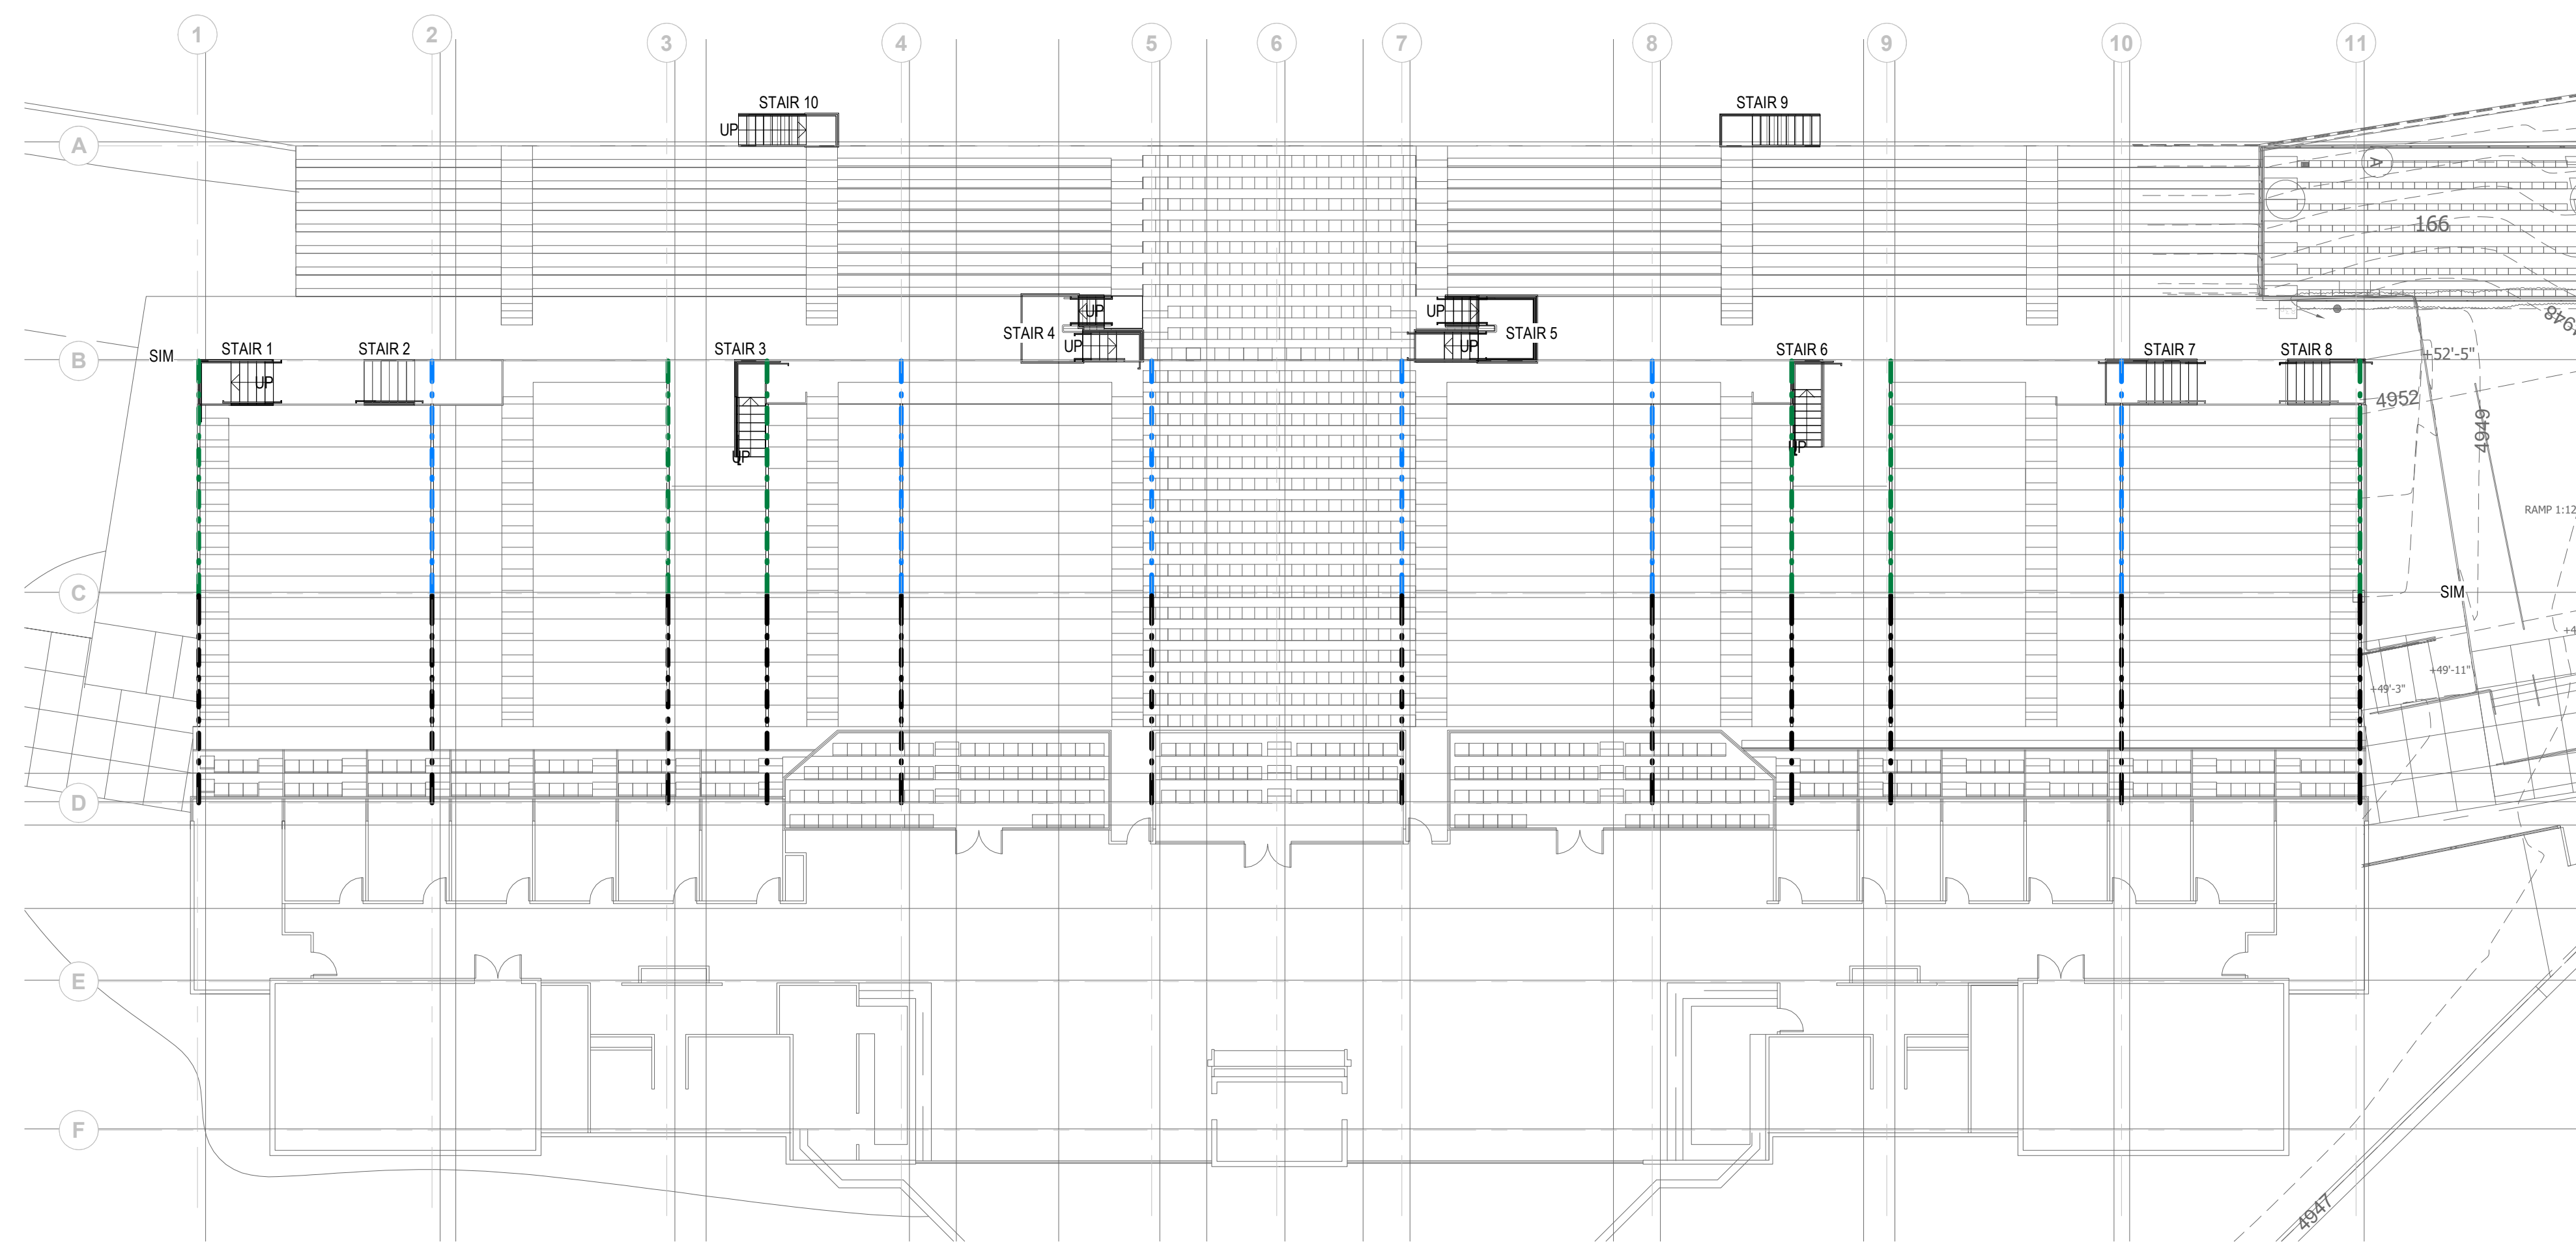 1 2 3 4 5 6 7 8 9 10 11
STAIR 10
STAIR 9
UP
A
A
166
UP
UP
STAIR 4
STAIR 5
4948
UP
UP
SIM
STAIR 1
STAIR 2
STAIR 3
STAIR 6
STAIR 7
STAIR 8
+52'-5"
B
UP
4952
4949
UP
UP
RAMP 1:12
C
SIM
+49'-11"
+49'-3"
D
E
F
4947